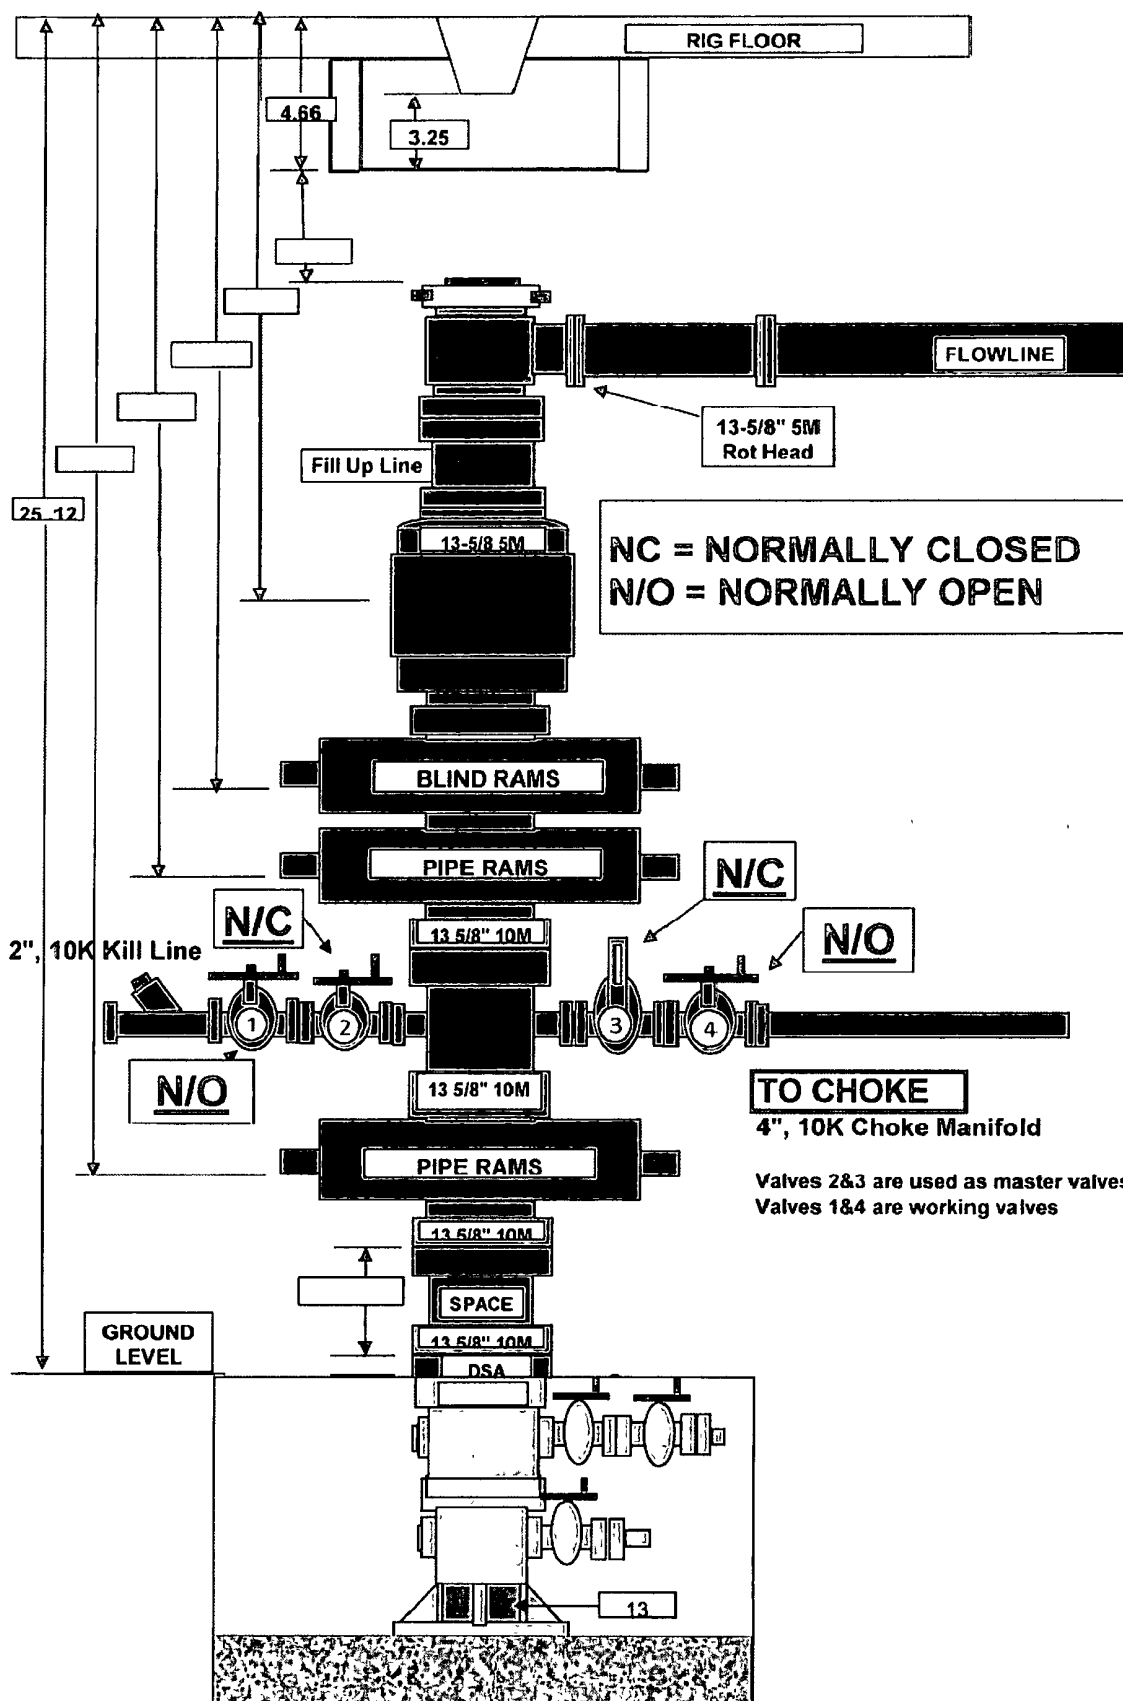 RIG FLOOR
4.66
3.25
FLOWLINE
13-5/8" 5M
Rot Head
Fill Up Line
25 .12
13-5/8 5M
NC = NORMALLY CLOSED
N/O = NORMALLY OPEN
BLIND RAMS
PIPE RAMS
N/C
N/C
N/O
13 5/8" 10M
2", 10K Kill Line
1
2
3
4
N/O
13 5/8" 10M
TO CHOKE
4", 10K Choke Manifold
PIPE RAMS
Valves 2&3 are used as master valves
Valves 1&4 are working valves
13 5/8" 10M
SPACE
GROUND
LEVEL
13 5/8" 10M
DSA
13